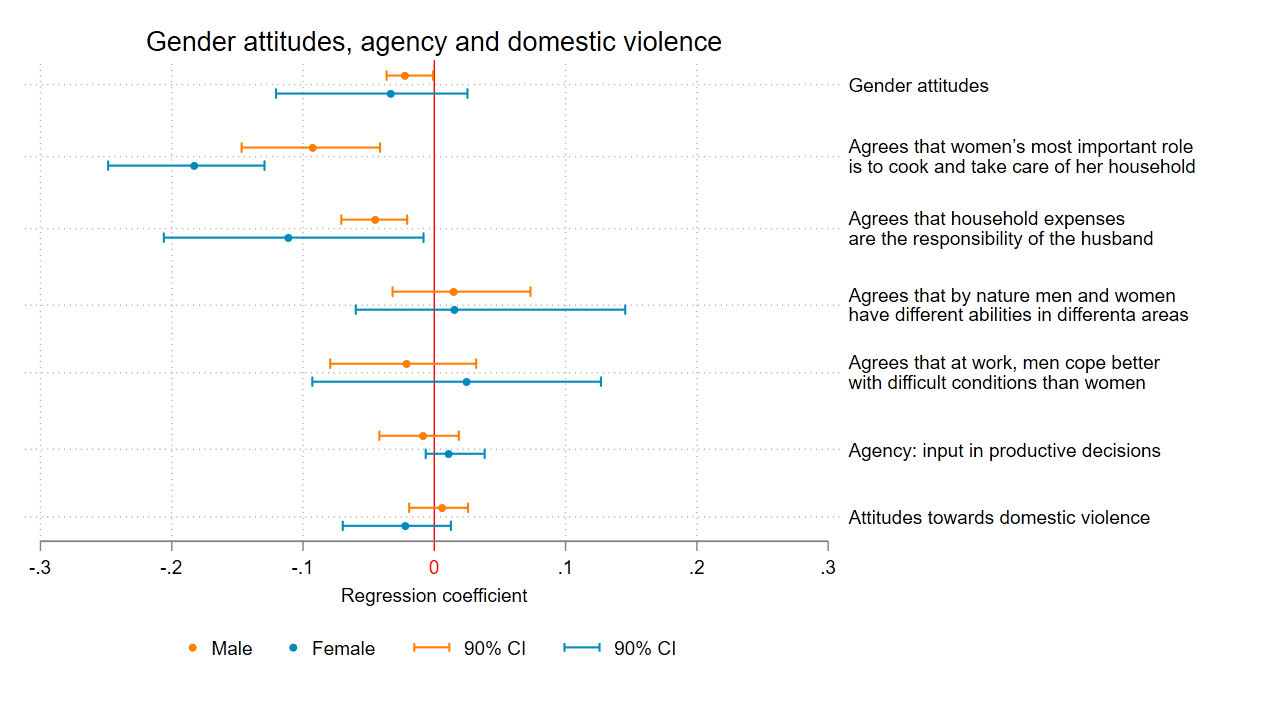 Gender attitudes, agency and domestic violence
Gender attitudes
Agrees that women’s most important role
is to cook and take care of her household
Agrees that household expenses
are the responsibility of the husband
Agrees that by nature men and women
have different abilities in differenta areas
Agrees that at work, men cope better
with difficult conditions than women
Agency: input in productive decisions
Attitudes towards domestic violence
-.3 -.2 -.1 0 .1 .2 .3
Regression coefficient
Male Female 90% CI 90% CI